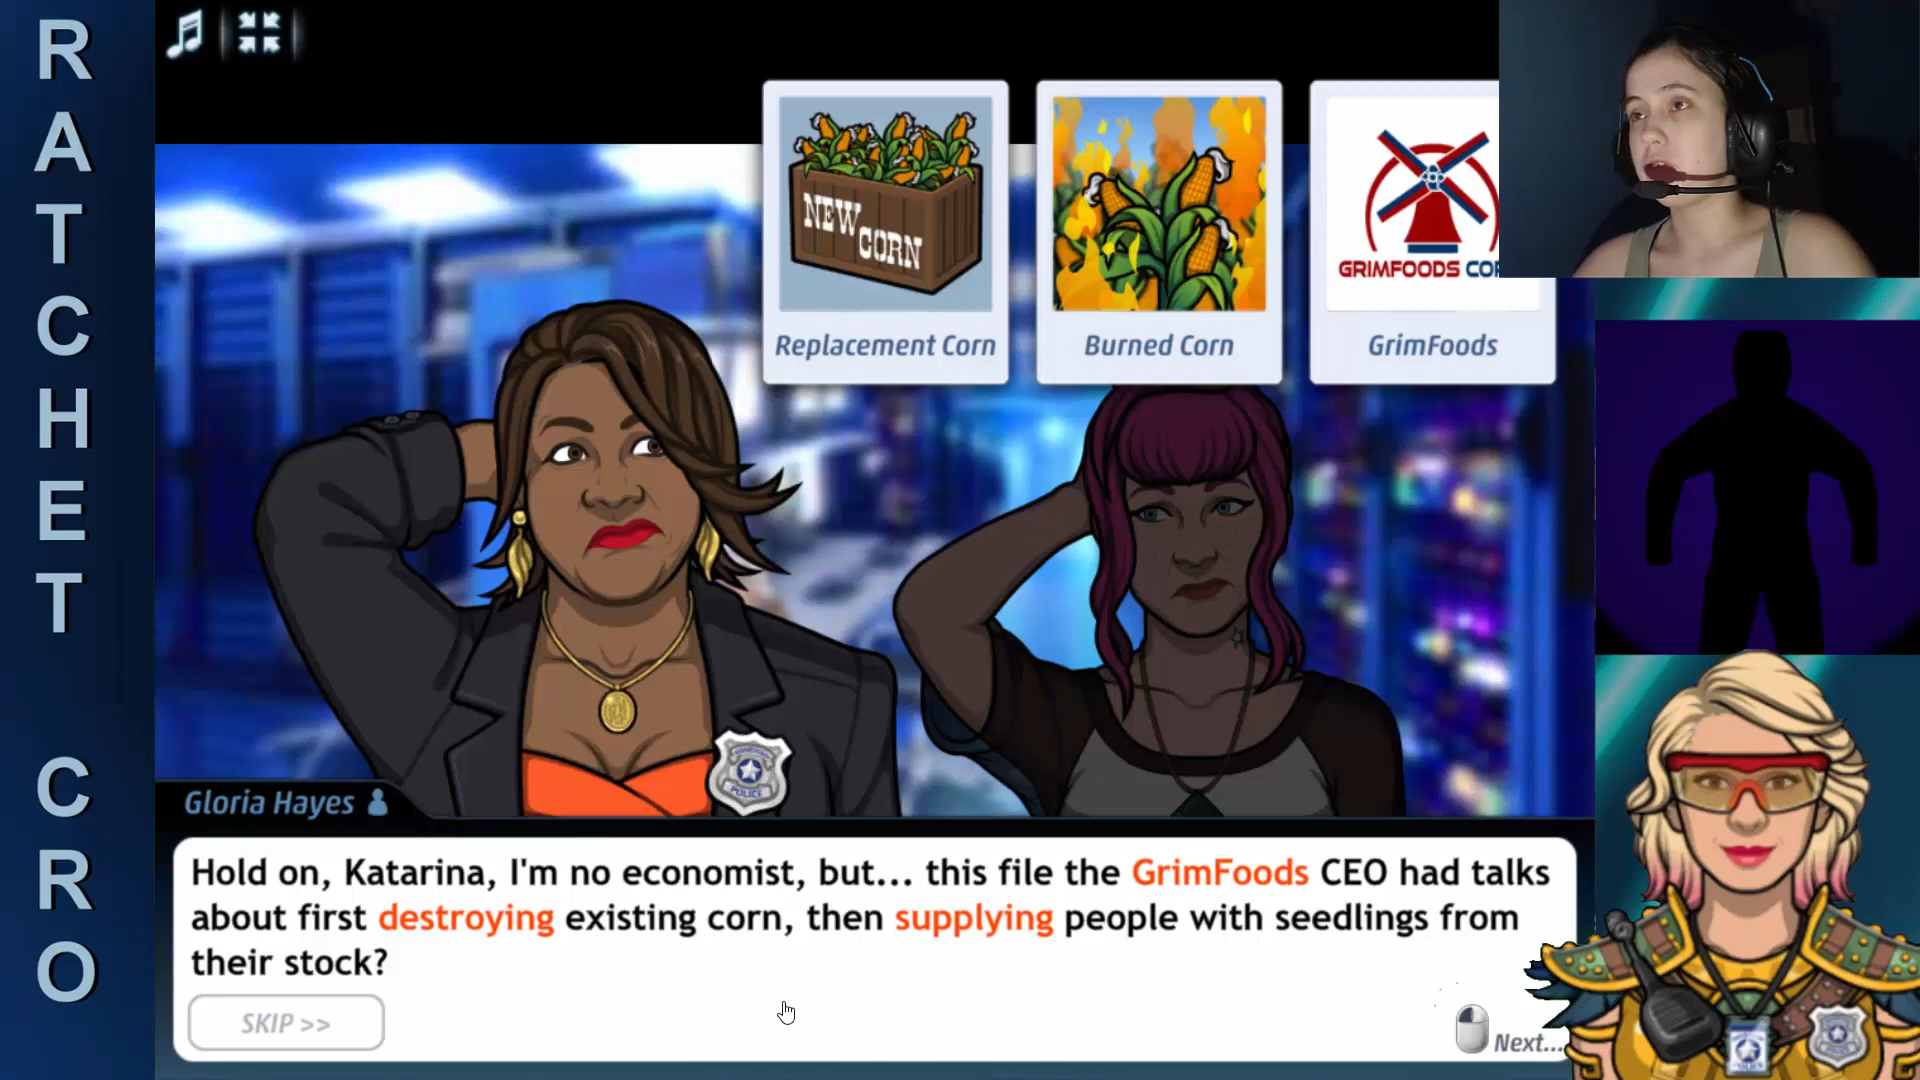 RATCHET CRO
NEW
CORN
GRIMFOODS COR
Replacement Corn
Burned Corn
GrimFoods
POLICE
Gloria Hayes
Hold on, Katarina, I'm no economist, but... this file the GrimFoods CEO had talks
about first destroying existing corn, then supplying people with seedlings from
their stock?
SKIP >>
Next...